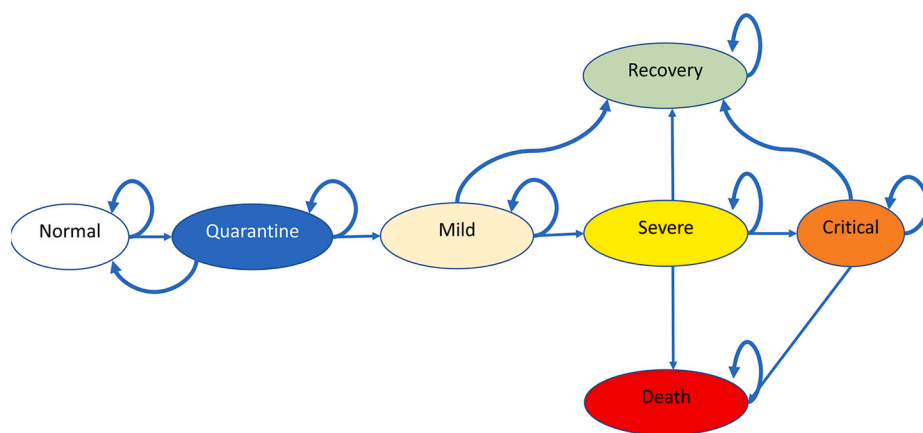 Recovery
Normal
Quarantine
Mild
Severe
Critical
Death